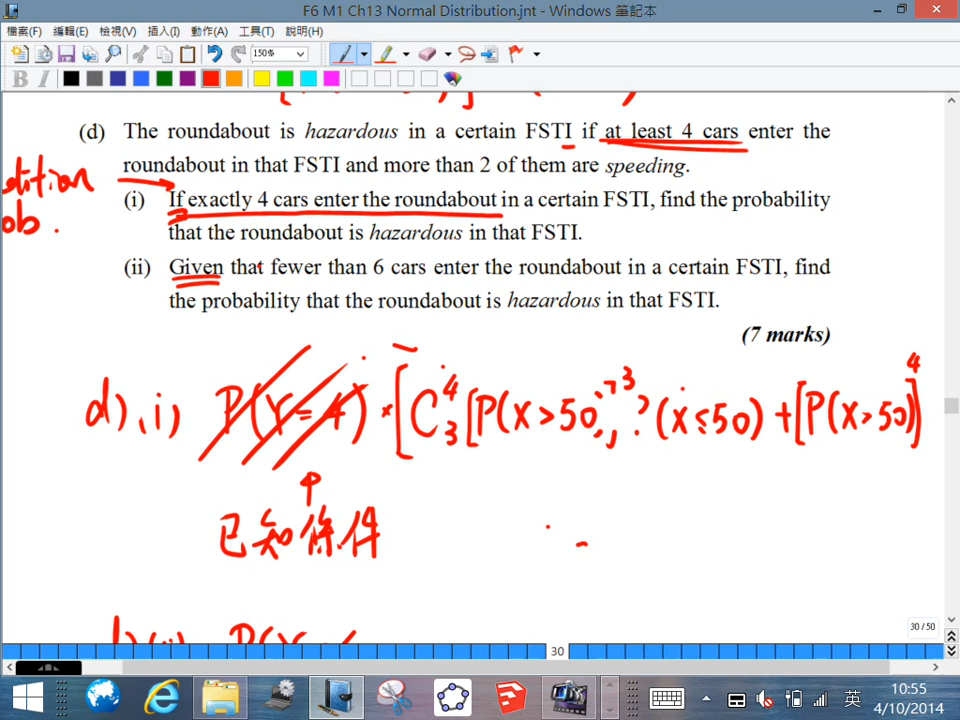 F6 M1 Ch13 Normal Distribution.jnt - Windows 筆記本
檔案(F) 編輯(E) 檢視(V) 插入(I) 動作(A) 工具(T) 說明(H)
150%
B I
(d) The roundabout is hazardous in a certain FSTI if at least 4 cars enter the
roundabout in that FSTI and more than 2 of them are speeding.
(i) If exactly 4 cars enter the roundabout in a certain FSTI, find the probability
that the roundabout is hazardous in that FSTI.
(ii) Given that fewer than 6 cars enter the roundabout in a certain FSTI, find
the probability that the roundabout is hazardous in that FSTI.
(7 marks)
d), i) P(Y=4) × [C⁴₃ [P(X>50)]³ P(X≤50) + [P(X>50)]⁴
已知條件
30 / 50
30
英
10:55
4/10/2014